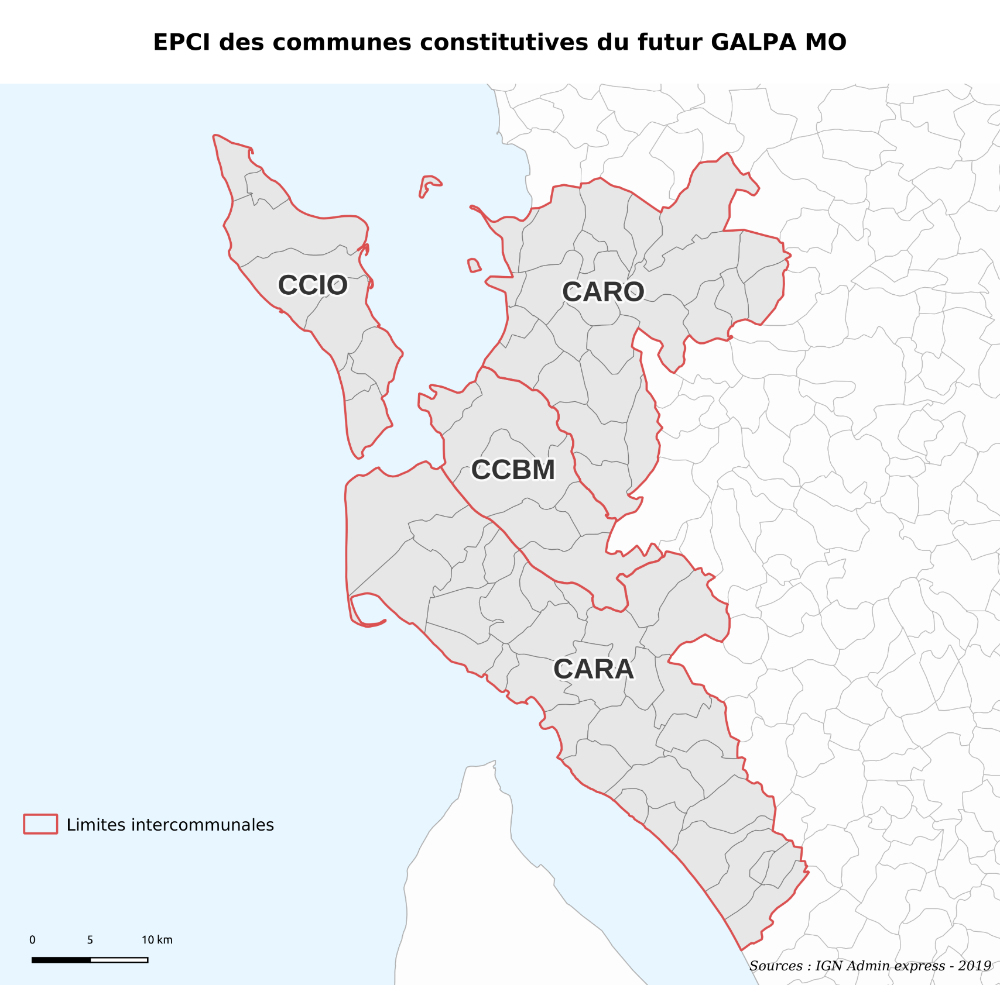 EPCI des communes constitutives du futur GALPA MO
CCIO
CARO
CCBM
CARA
Limites intercommunales
0 5 10 km
Sources : IGN Admin express - 2019